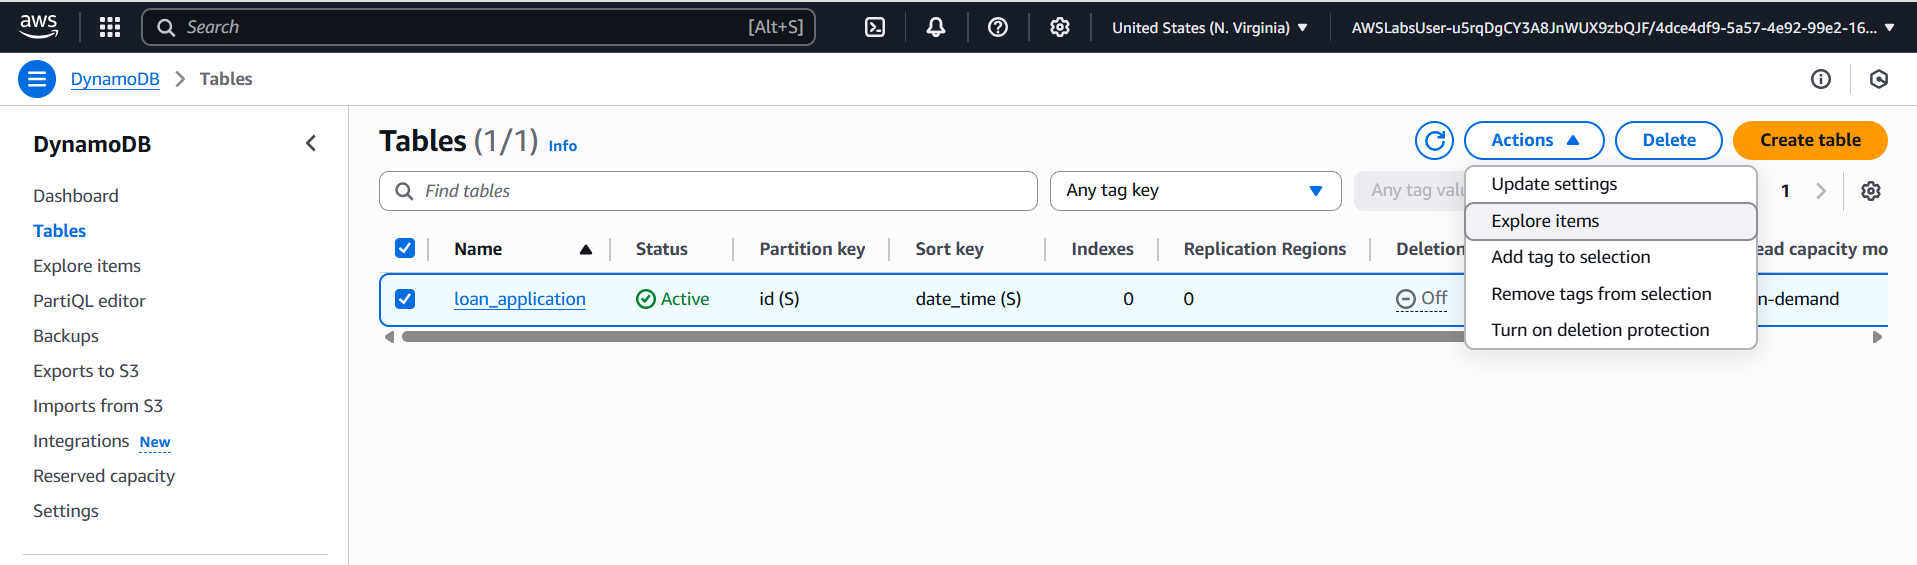 aws
Search [Alt+S]
United States (N. Virginia)
AWSLabsUser-u5rqDgCY3A8JnWUX9zbQJF/4dce4df9-5a57-4e92-99e2-16...
DynamoDB > Tables
DynamoDB
Dashboard
Tables
Explore items
PartiQL editor
Backups
Exports to S3
Imports from S3
Integrations New
Reserved capacity
Settings
Tables (1/1) Info
Actions
Delete
Create table
Find tables
Any tag key
Any tag valu
1
Update settings
Explore items
Add tag to selection
Remove tags from selection
Turn on deletion protection
Name Status Partition key Sort key Indexes Replication Regions Deletion ead capacity mo
loan_application Active id (S) date_time (S) 0 0 Off n-demand